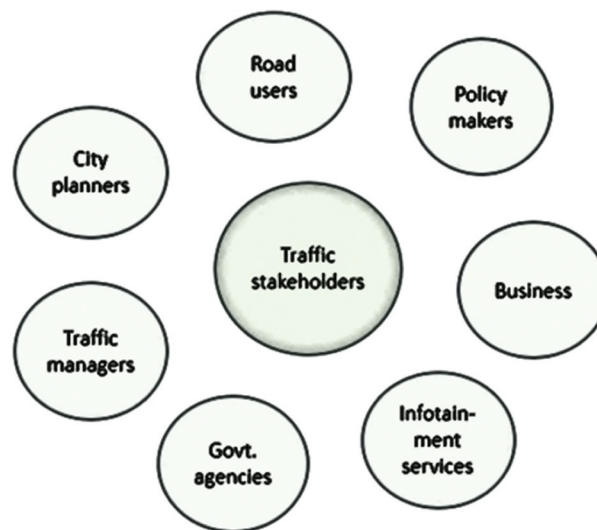 Road
users
Policy
makers
City
planners
Traffic
stakeholders
Business
Traffic
managers
Infotain-
ment
services
Govt.
agencies